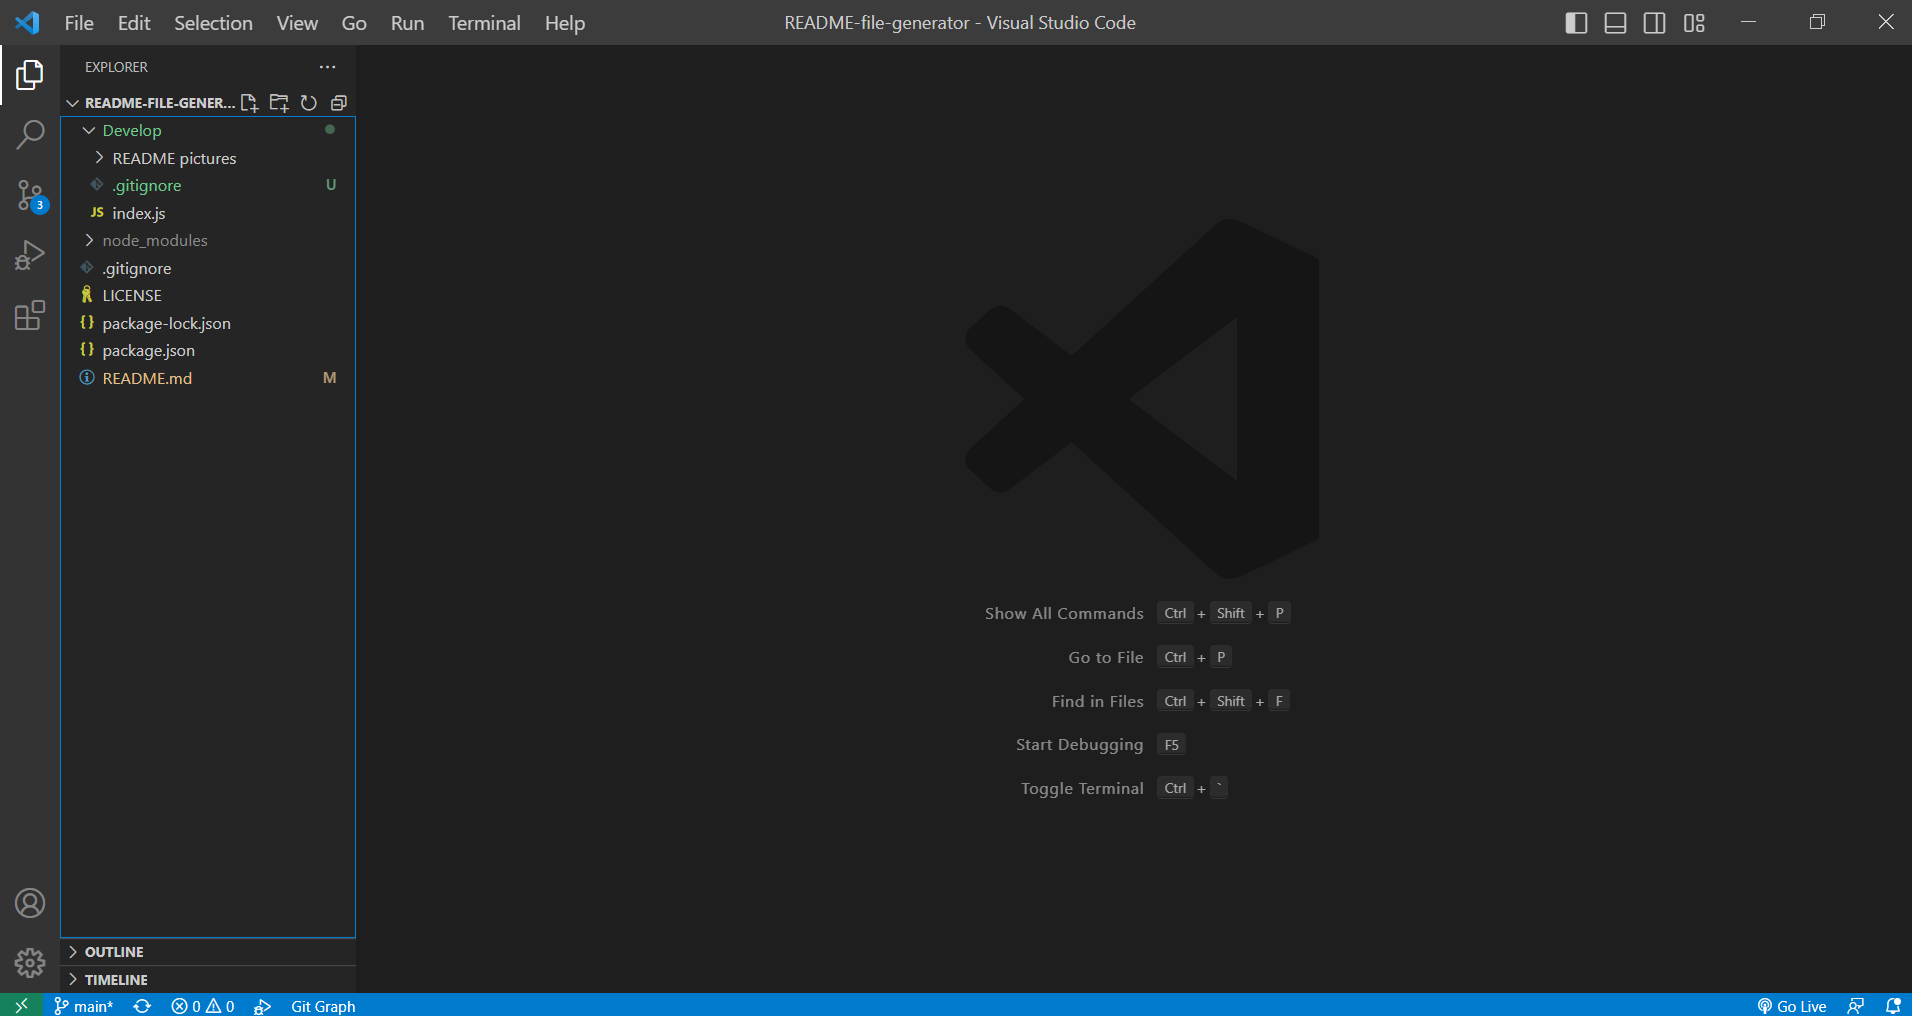 File Edit Selection View Go Run Terminal Help README-file-generator - Visual Studio Code
EXPLORER
README-FILE-GENER...
Develop
README pictures
.gitignore U
JS index.js
node_modules
.gitignore
LICENSE
{} package-lock.json
{} package.json
README.md M
3
Show All Commands Ctrl + Shift + P
Go to File Ctrl + P
Find in Files Ctrl + Shift + F
Start Debugging F5
Toggle Terminal Ctrl + `
OUTLINE
TIMELINE
main* 0 0 Git Graph Go Live